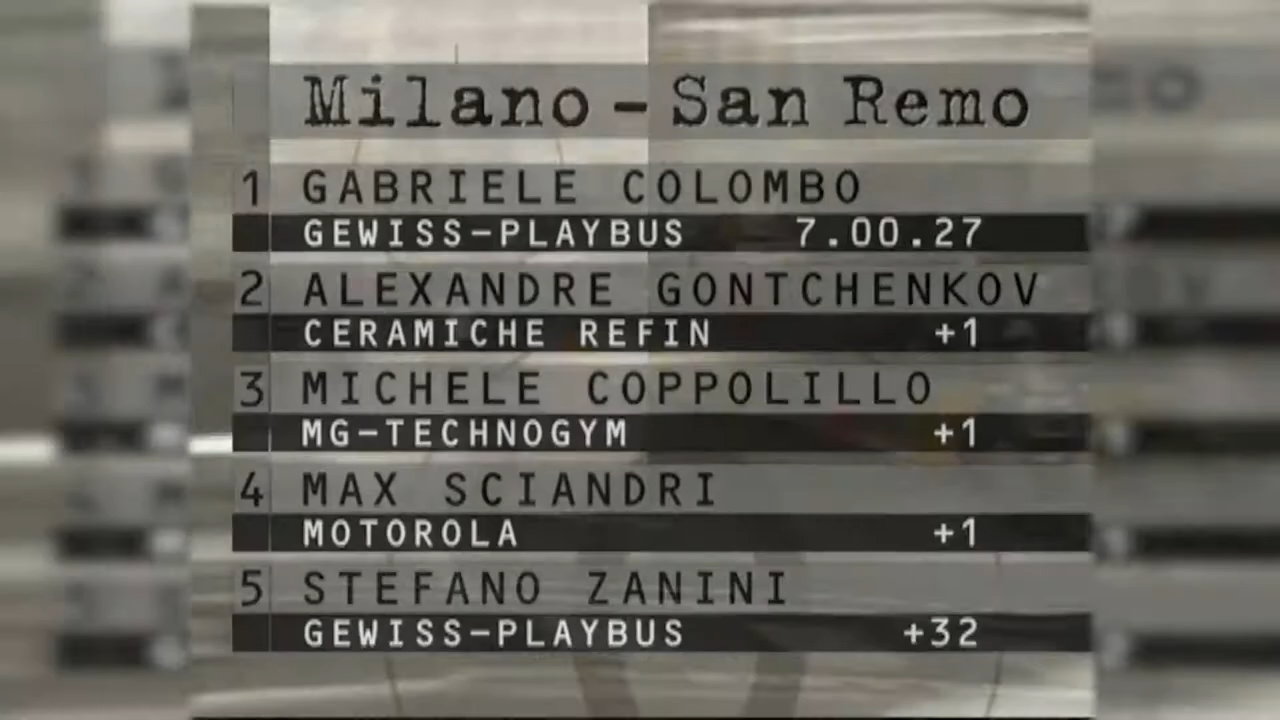 Milano – San Remo
1 GABRIELE COLOMBO
GEWISS–PLAYBUS 7.00.27
2 ALEXANDRE GONTCHENKOV
CERAMICHE REFIN +1
3 MICHELE COPPOLILLO
MG–TECHNOGYM +1
4 MAX SCIANDRI
MOTOROLA +1
5 STEFANO ZANINI
GEWISS–PLAYBUS +32